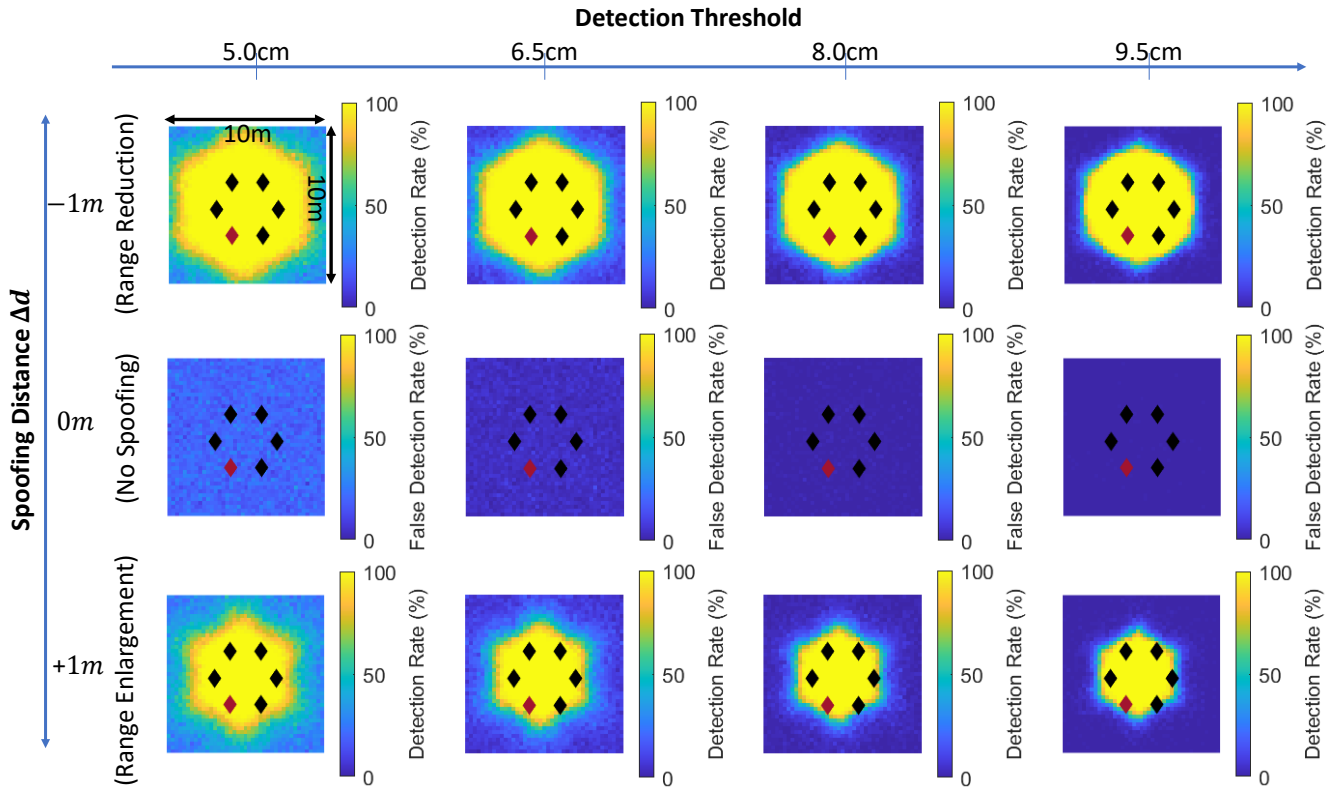 Detection Threshold
5.0cm
6.5cm
8.0cm
9.5cm
Spoofing Distance Δd
−1m
(Range Reduction)
10m
10m
100
50
0
Detection Rate (%)
100
50
0
Detection Rate (%)
100
50
0
Detection Rate (%)
100
50
0
Detection Rate (%)
0m
(No Spoofing)
100
50
0
False Detection Rate (%)
100
50
0
False Detection Rate (%)
100
50
0
False Detection Rate (%)
100
50
0
False Detection Rate (%)
+1m
(Range Enlargement)
100
50
0
Detection Rate (%)
100
50
0
Detection Rate (%)
100
50
0
Detection Rate (%)
100
50
0
Detection Rate (%)